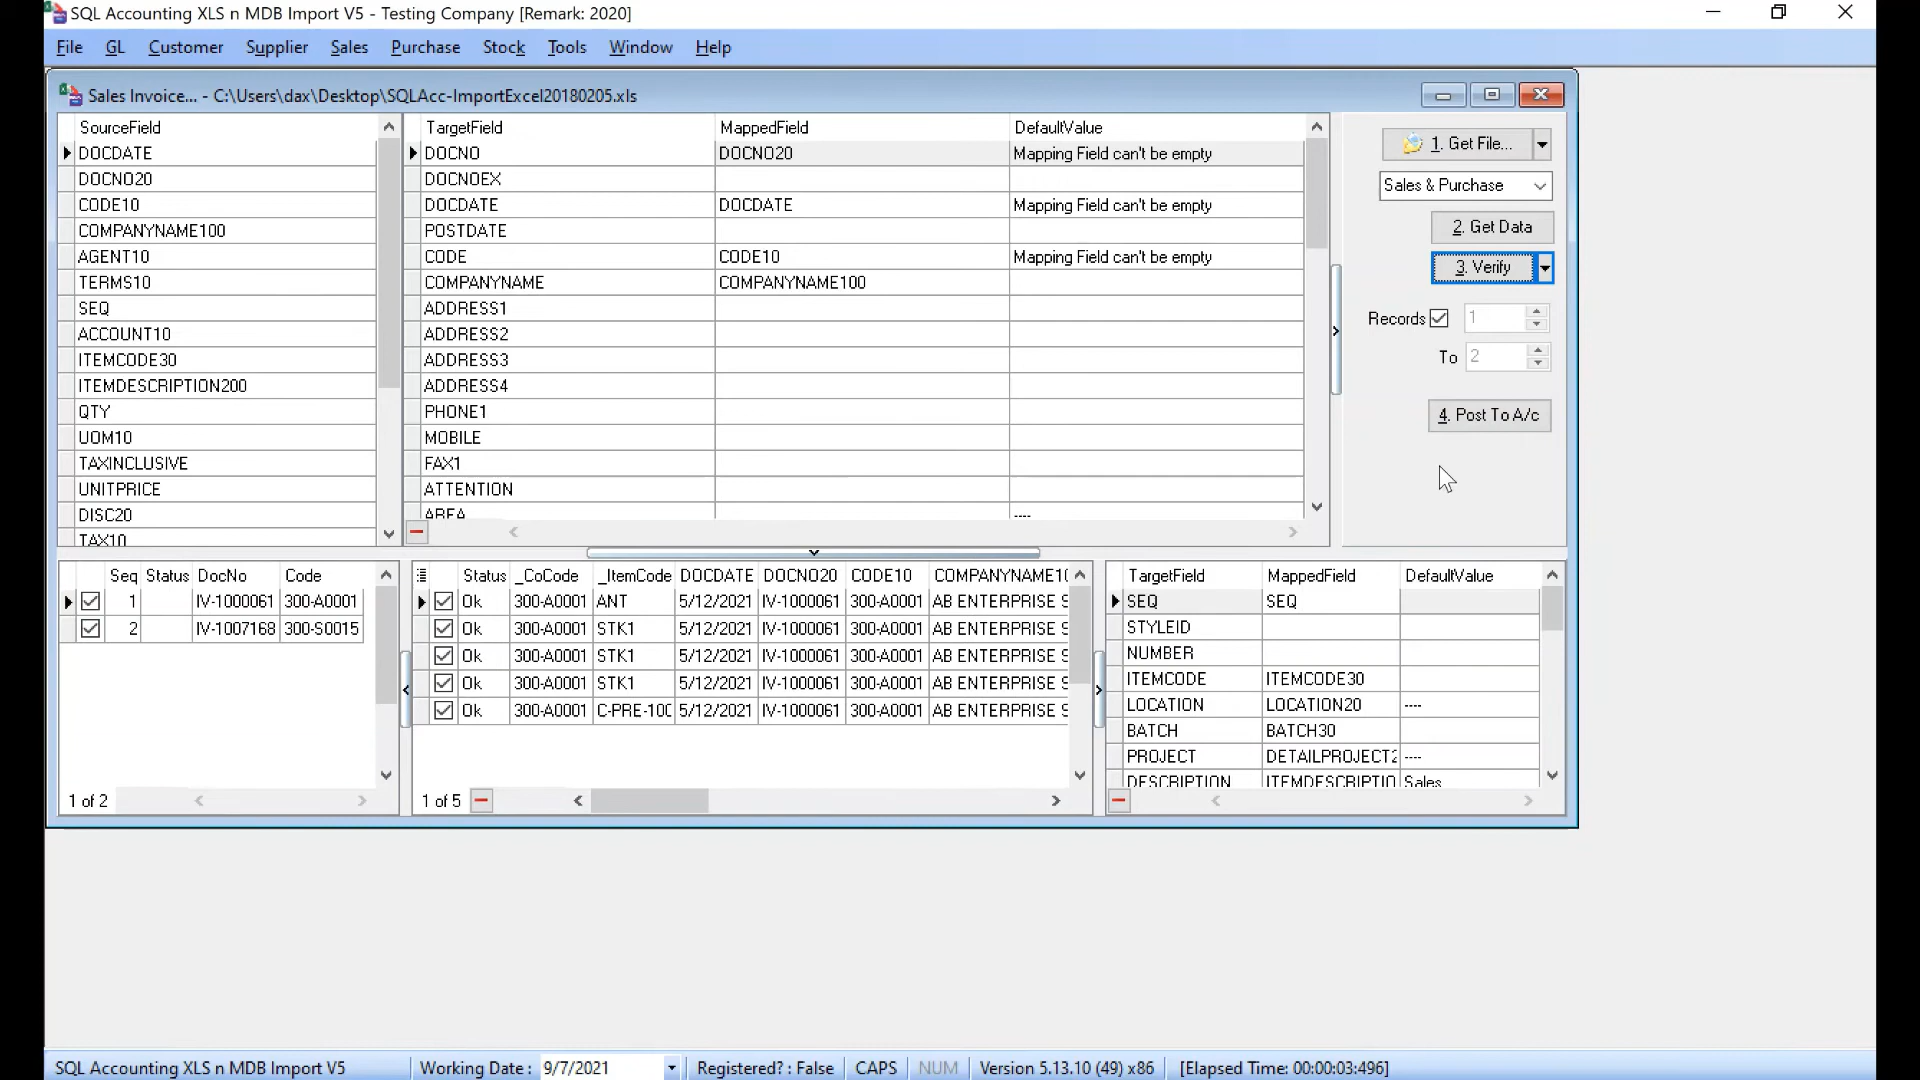 SQL Accounting XLS n MDB Import V5 - Testing Company [Remark: 2020]
File GL Customer Supplier Sales Purchase Stock Tools Window Help
Sales Invoice... - C:\Users\dax\Desktop\SQLAcc-ImportExcel20180205.xls
SourceField
DOCDATE
DOCNO20
CODE10
COMPANYNAME100
AGENT10
TERMS10
SEQ
ACCOUNT10
ITEMCODE30
ITEMDESCRIPTION200
QTY
UOM10
TAXINCLUSIVE
UNITPRICE
DISC20
TAX10
TargetField MappedField DefaultValue
DOCNO DOCNO20 Mapping Field can't be empty
DOCNOEX
DOCDATE DOCDATE Mapping Field can't be empty
POSTDATE
CODE CODE10 Mapping Field can't be empty
COMPANYNAME COMPANYNAME100
ADDRESS1
ADDRESS2
ADDRESS3
ADDRESS4
PHONE1
MOBILE
FAX1
ATTENTION
AREA ----
1. Get File...
Sales & Purchase
2. Get Data
3. Verify
Records 1
To 2
4. Post To A/c
Seq Status DocNo Code
1 IV-1000061 300-A0001
2 IV-1007168 300-S0015
1 of 2
Status _CoCode _ItemCode DOCDATE DOCNO20 CODE10 COMPANYNAME10
Ok 300-A0001 ANT 5/12/2021 IV-1000061 300-A0001 AB ENTERPRISE S
Ok 300-A0001 STK1 5/12/2021 IV-1000061 300-A0001 AB ENTERPRISE S
Ok 300-A0001 STK1 5/12/2021 IV-1000061 300-A0001 AB ENTERPRISE S
Ok 300-A0001 STK1 5/12/2021 IV-1000061 300-A0001 AB ENTERPRISE S
Ok 300-A0001 C-PRE-100 5/12/2021 IV-1000061 300-A0001 AB ENTERPRISE S
1 of 5
TargetField MappedField DefaultValue
SEQ SEQ
STYLEID
NUMBER
ITEMCODE ITEMCODE30
LOCATION LOCATION20 ----
BATCH BATCH30
PROJECT DETAILPROJECT2 ----
DESCRIPTION ITEMDESCRIPTIO Sales
SQL Accounting XLS n MDB Import V5 Working Date : 9/7/2021 Registered? : False CAPS NUM Version 5.13.10 (49) x86 [Elapsed Time: 00:00:03:496]